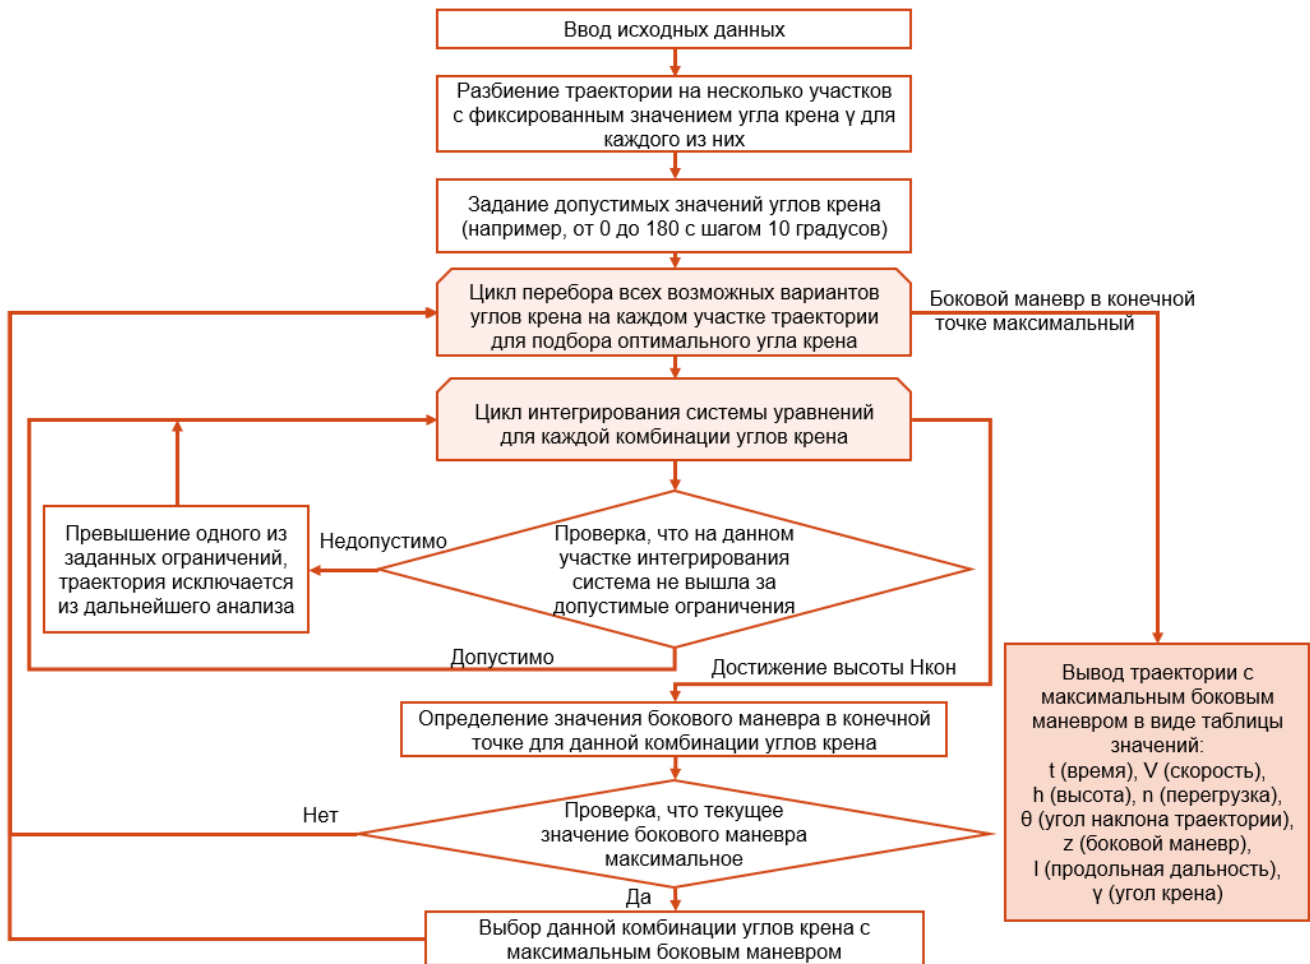 Ввод исходных данных
Разбиение траектории на несколько участков
с фиксированным значением угла крена γ для
каждого из них
Задание допустимых значений углов крена
(например, от 0 до 180 с шагом 10 градусов)
Цикл перебора всех возможных вариантов
углов крена на каждом участке траектории
для подбора оптимального угла крена
Боковой маневр в конечной
точке максимальный
Цикл интегрирования системы уравнений
для каждой комбинации углов крена
Превышение одного из
заданных ограничений,
траектория исключается
из дальнейшего анализа
Недопустимо
Проверка, что на данном
участке интегрирования
система не вышла за
допустимые ограничения
Допустимо
Достижение высоты Нкон
Определение значения бокового маневра в конечной
точке для данной комбинации углов крена
Нет
Проверка, что текущее
значение бокового маневра
максимальное
Да
Выбор данной комбинации углов крена с
максимальным боковым маневром
Вывод траектории с
максимальным боковым
маневром в виде таблицы
значений:
t (время), V (скорость),
h (высота), n (перегрузка),
θ (угол наклона траектории),
z (боковой маневр),
l (продольная дальность),
γ (угол крена)